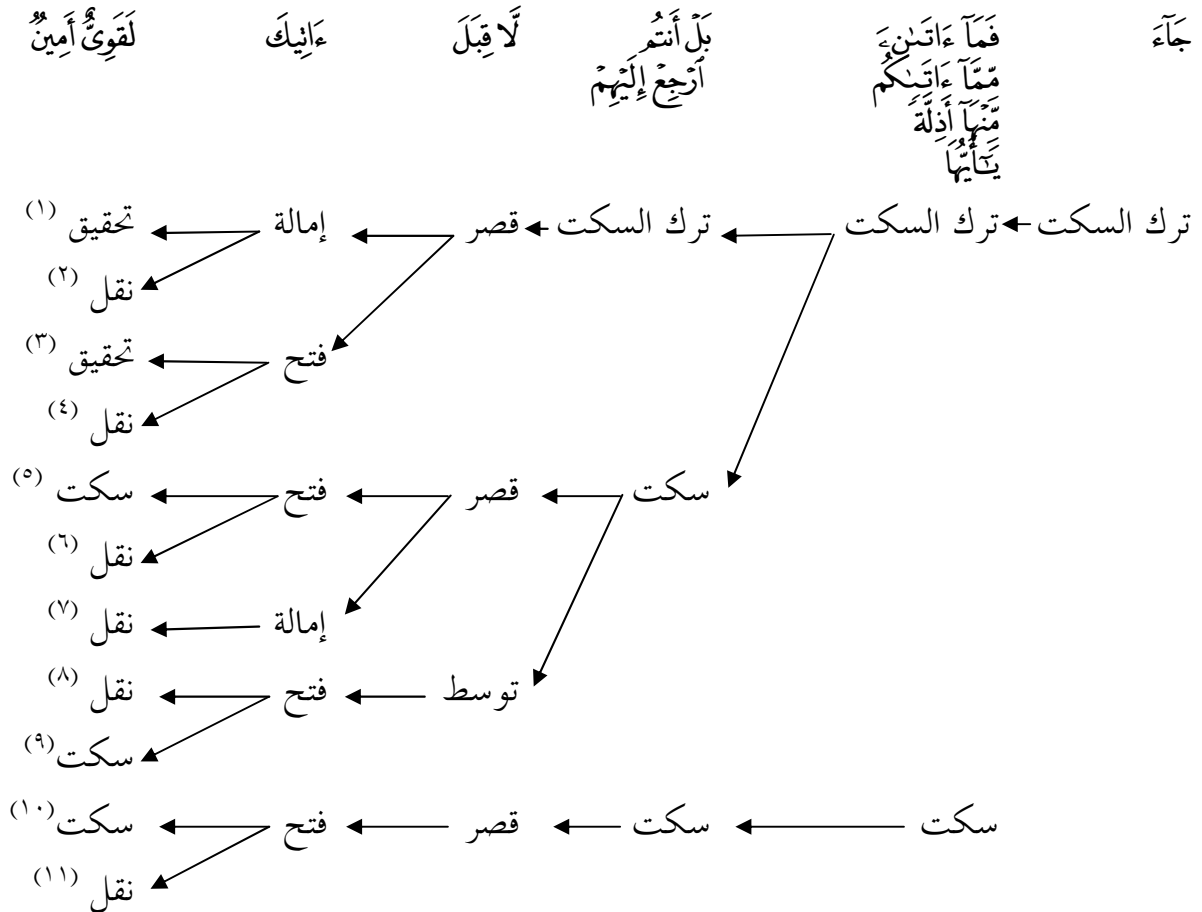 جَآءَ فَمَآ ءَاتَىٰنِۦَ بَلۡ أَنتُم لَّا قِبَلَ ءَاتِيكَ لَقَوِىٌّ أَمِينٌ
مِّمَّآ ءَاتَىٰكُم ٱرۡجِعۡ إِلَيۡهِمۡ
مِّنۡهَآ أَذِلَّةٗ
يَـٰٓأَيُّهَا
ترك السكت ترك السكت ترك السكت قصر إمالة تحقيق (١)
نقل (٢)
فتح تحقيق (٣)
نقل (٤)
سكت قصر فتح سكت (٥)
نقل (٦)
إمالة نقل (٧)
توسط فتح نقل (٨)
سكت (٩)
سكت سكت قصر فتح سكت (١٠)
نقل (١١)